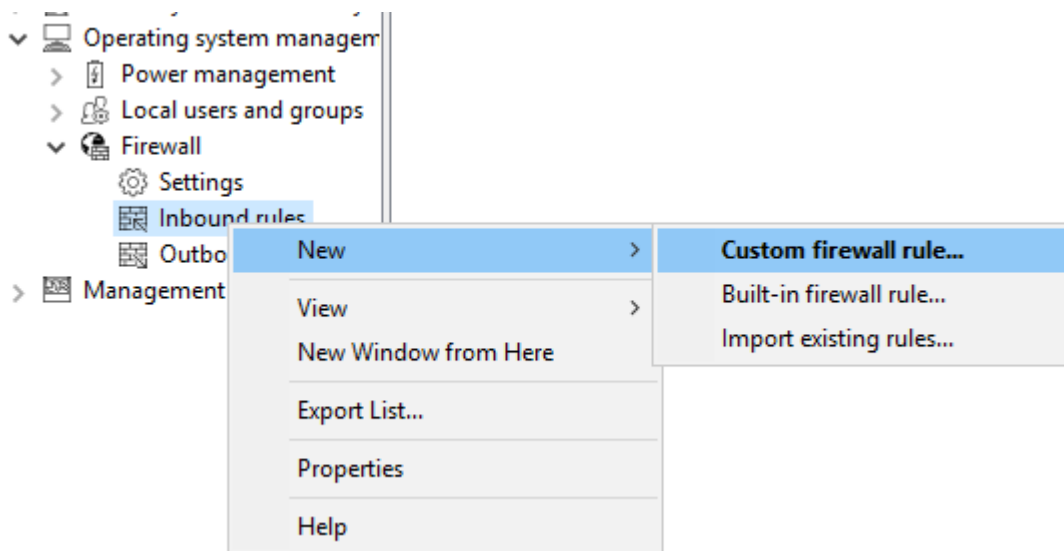 Operating system managem
Power management
Local users and groups
Firewall
Settings
Inbound rules
Outbo
Management
New
View
New Window from Here
Export List...
Properties
Help
Custom firewall rule...
Built-in firewall rule...
Import existing rules...